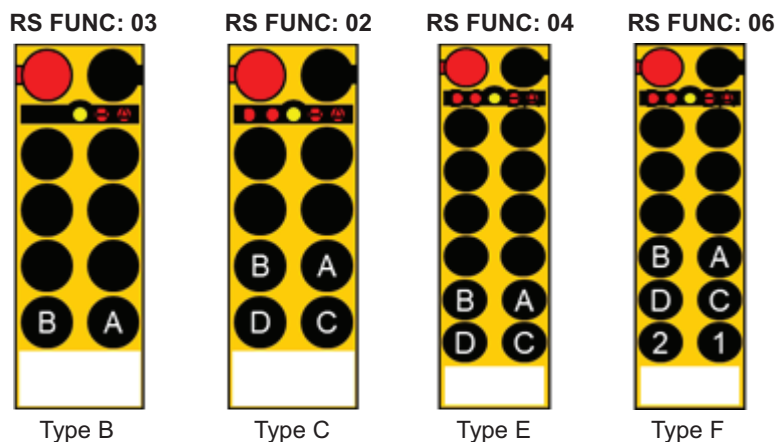 RS FUNC: 03 RS FUNC: 02 RS FUNC: 04 RS FUNC: 06
B A
B A
D C
B A
D C
B A
D C
2 1
Type B Type C Type E Type F